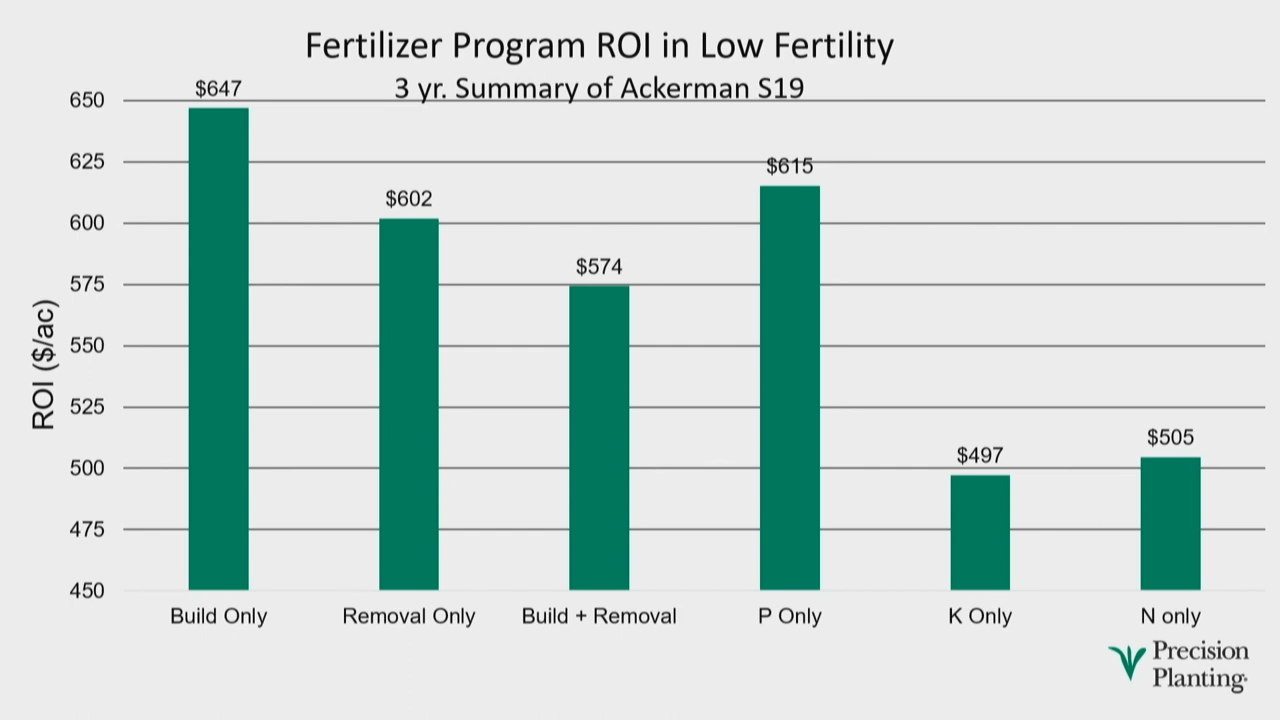 Fertilizer Program ROI in Low Fertility
3 yr. Summary of Ackerman S19
ROI ($/ac)
650
625
600
575
550
525
500
475
450
$647
$602
$574
$615
$497
$505
Build Only
Removal Only
Build + Removal
P Only
K Only
N only
Precision
Planting